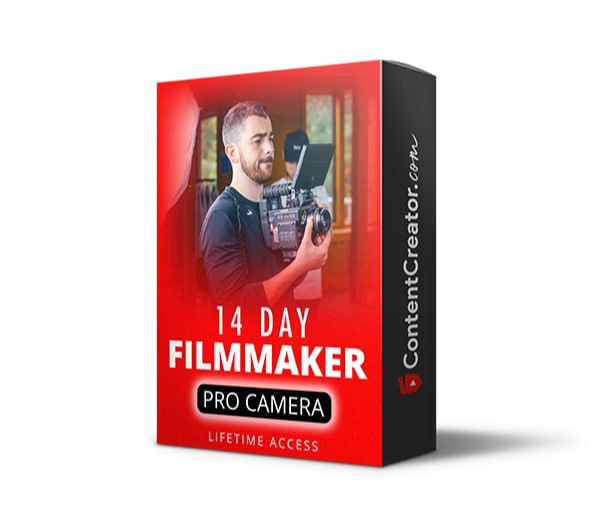 14 DAY
FILMMAKER
PRO CAMERA
LIFETIME ACCESS
ContentCreator.com